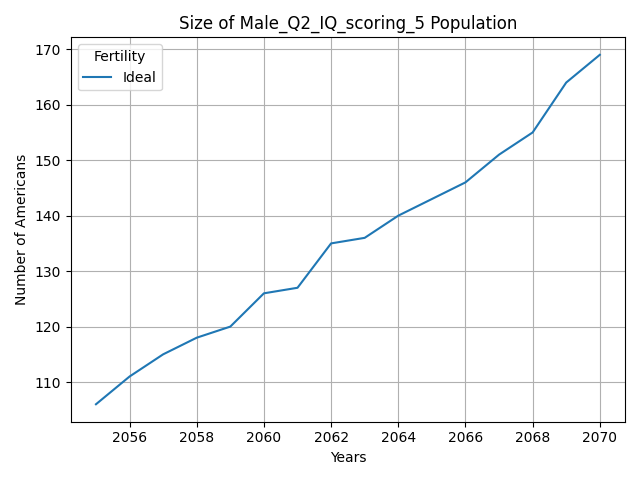 Size of Male_Q2_IQ_scoring_5 Population
Fertility
Ideal
Number of Americans
170
160
150
140
130
120
110
2056 2058 2060 2062 2064 2066 2068 2070
Years